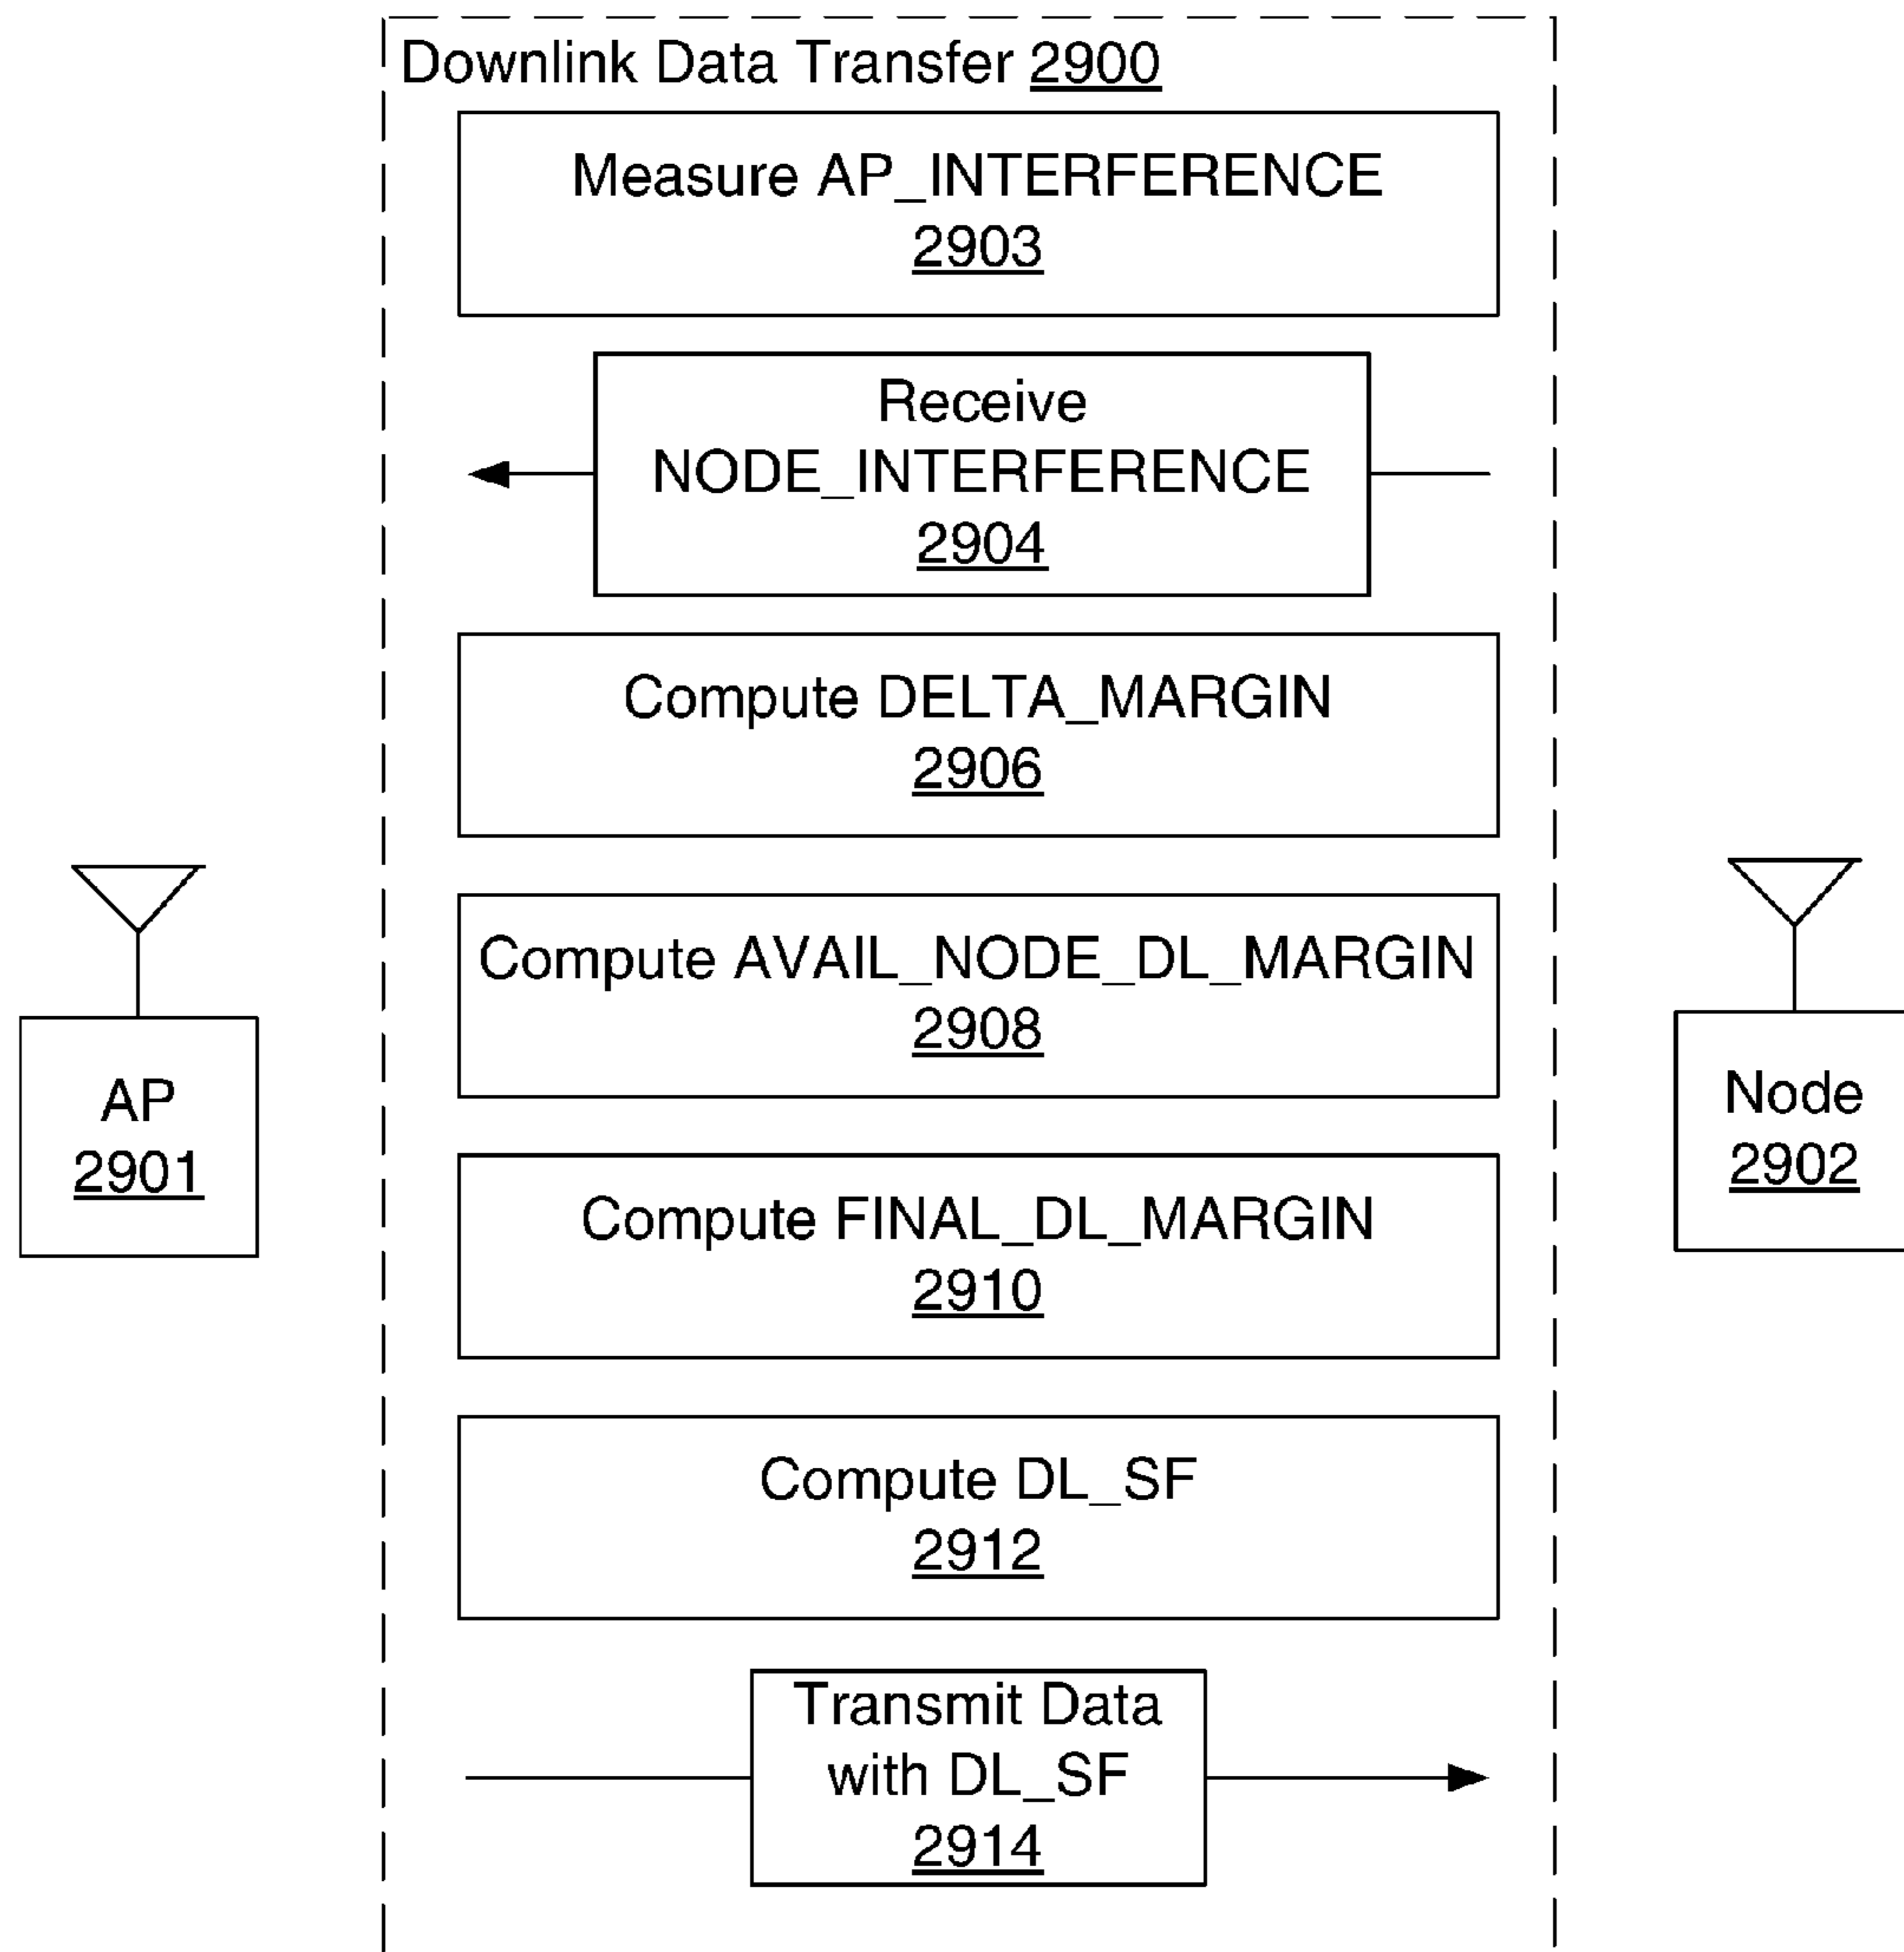 Downlink Data Transfer 2900
Measure AP_INTERFERENCE
2903
Receive
NODE_INTERFERENCE
2904
Compute DELTA_MARGIN
2906
Compute AVAIL_NODE_DL_MARGIN
2908
AP
2901
Node
2902
Compute FINAL_DL_MARGIN
2910
Compute DL_SF
2912
Transmit Data
with DL_SF
2914